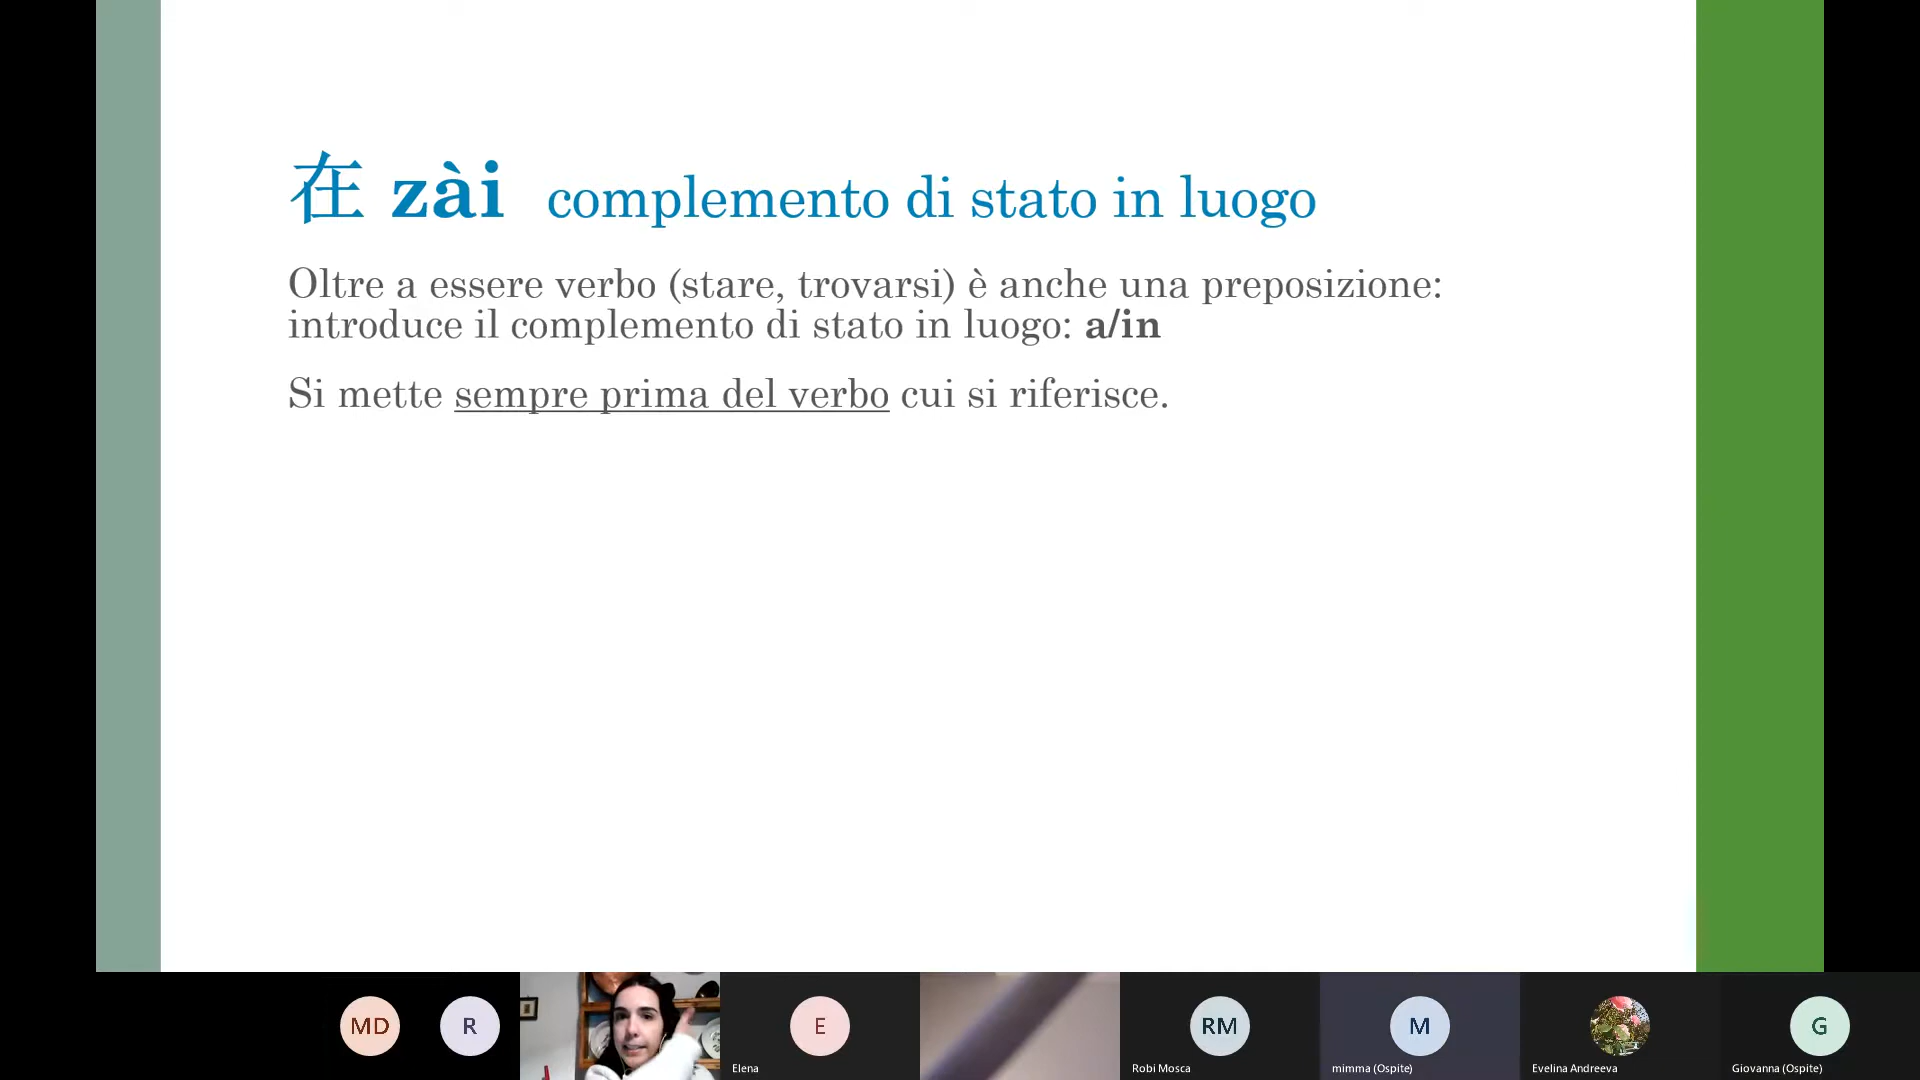 在 zài complemento di stato in luogo
Oltre a essere verbo (stare, trovarsi) è anche una preposizione:
introduce il complemento di stato in luogo: a/in
Si mette sempre prima del verbo cui si riferisce.
MD
R
E
RM
M
G
Elena
Robi Mosca
mimma (Ospite)
Evelina Andreeva
Giovanna (Ospite)